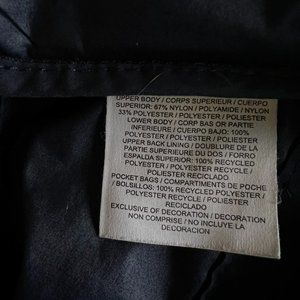 UPPER BODY / CORPS SUPERIEUR / CUERPO
SUPERIOR: 67% NYLON / POLYAMIDE / NYLON
33% POLYESTER / POLYESTER / POLIESTER
LOWER BODY / CORP BAS OR PARTIE
INFERIEURE / CUERPO BAJO: 100%
POLYESTER / POLYESTER / POLIESTER
UPPER BACK LINING / DOUBLURE DE LA
PARTIE SUPERIEURE DU DOS / FORRO
ESPALDA SUPERIOR: 100% RECYCLED
POLYESTER / POLYESTER RECYCLE /
POLIESTER RECICLADO
POCKET BAGS / COMPARTIMENTS DE POCHE
/ BOLSILLOS: 100% RECYCLED POLYESTER /
POLYESTER RECYCLE / POLIESTER
RECICLADO
EXCLUSIVE OF DECORATION / DECORATION
NON COMPRISE / NO INCLUYE LA
DECORACION